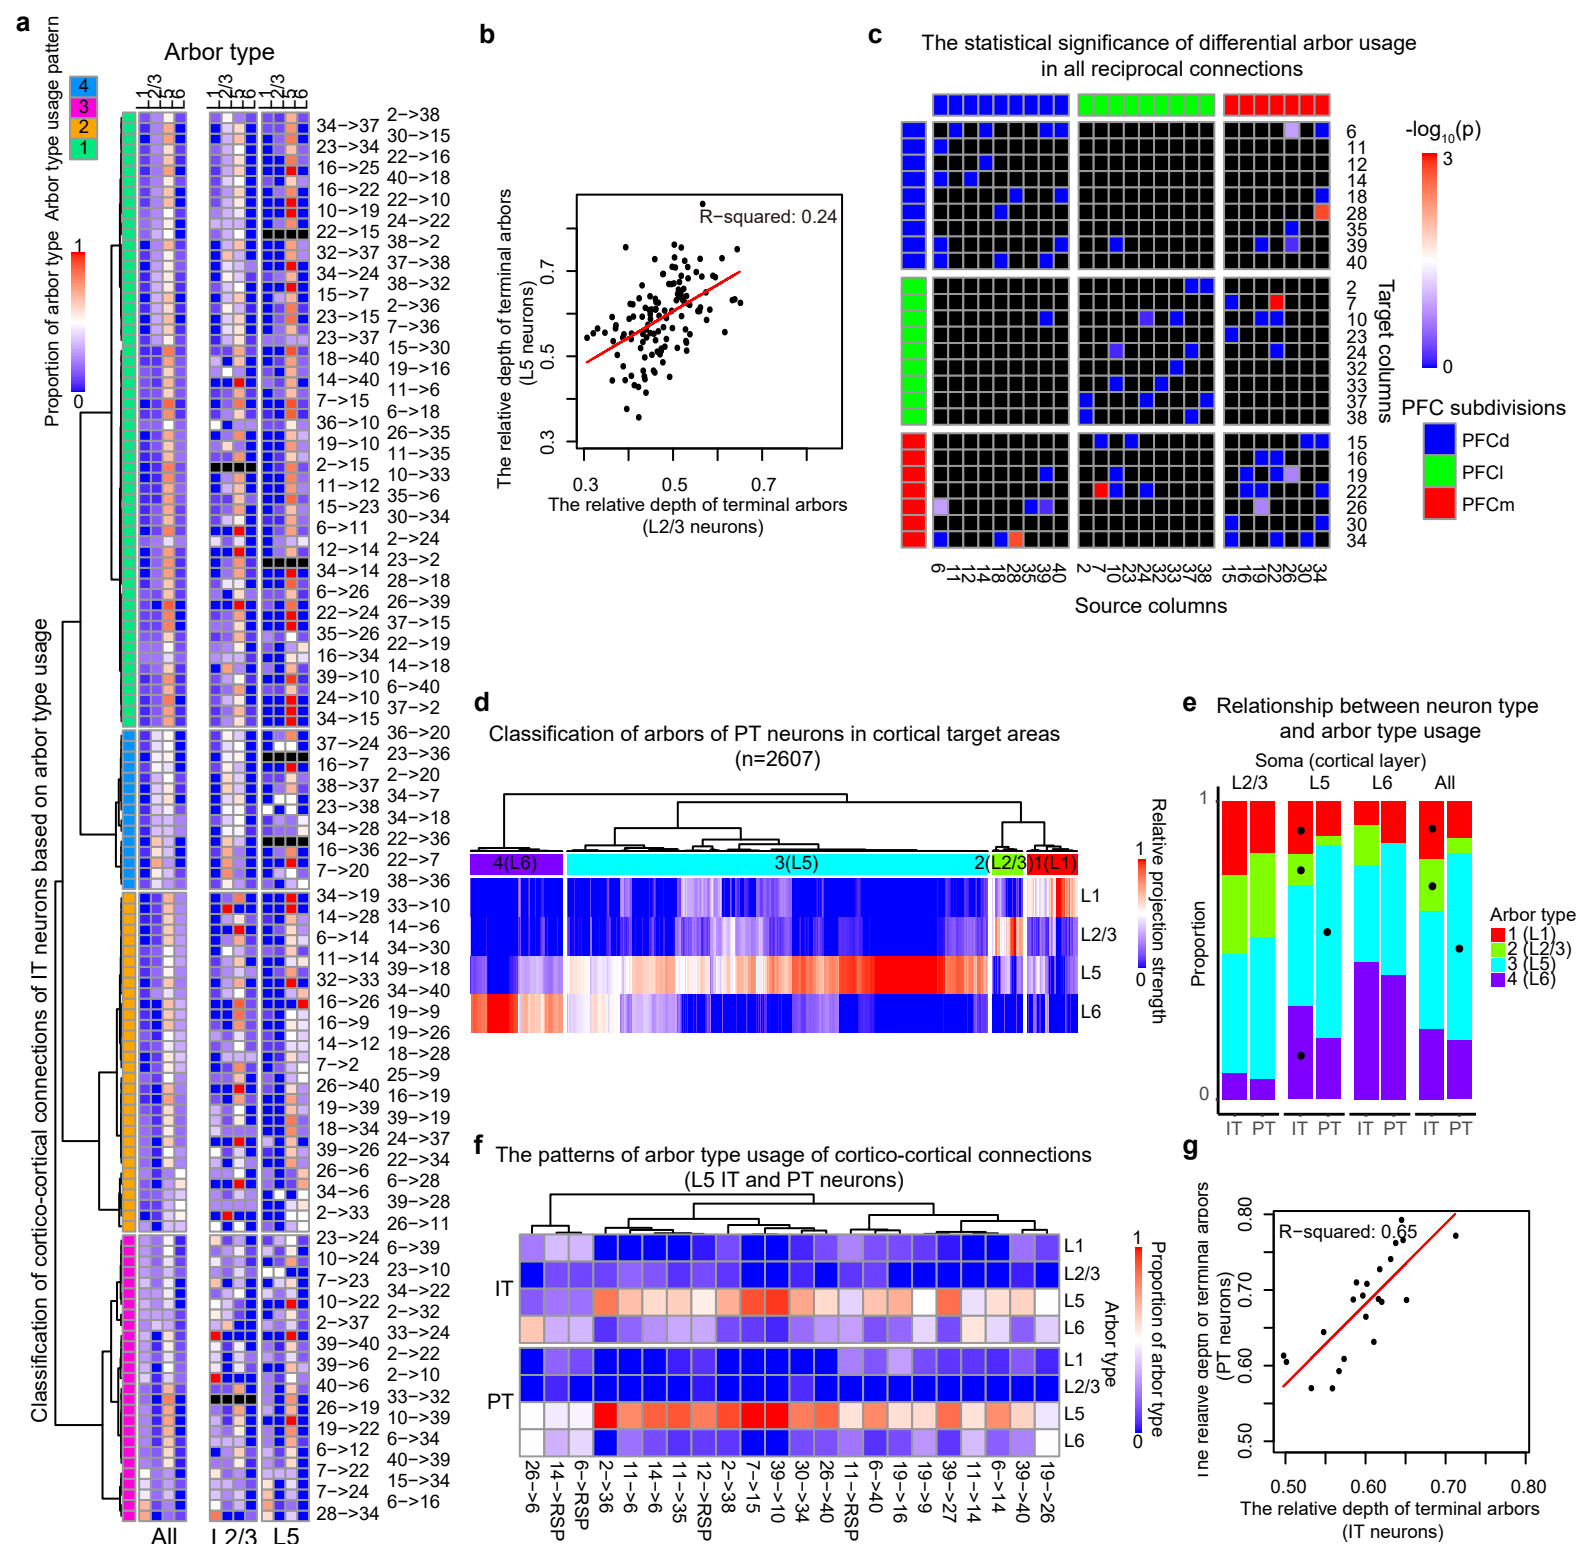 a
Arbor type usage pattern
4
3
2
1
Arbor type
L1
L2/3
L5
L6
L1
L2/3
L5
L6
L1
L2/3
L5
L6
Proportion of arbor type
1
0
Classification of cortico-cortical connections of IT neurons based on arbor type usage
2−>38
34−>37
30−>15
23−>34
22−>16
16−>25
40−>18
16−>22
22−>10
10−>19
24−>22
22−>15
38−>2
32−>37
37−>38
34−>24
38−>32
15−>7
2−>36
23−>15
7−>36
23−>37
15−>30
18−>40
19−>16
14−>40
11−>6
7−>15
6−>18
36−>10
26−>35
19−>10
11−>35
2−>15
10−>33
11−>12
35−>6
15−>23
30−>34
6−>11
2−>24
12−>14
23−>2
34−>14
28−>18
6−>26
26−>39
22−>24
37−>15
35−>26
22−>19
16−>34
14−>18
39−>10
6−>40
24−>10
37−>2
34−>15
36−>20
37−>24
23−>36
16−>7
2−>20
38−>37
34−>7
23−>38
34−>18
34−>28
22−>36
16−>36
22−>7
7−>20
38−>36
34−>19
33−>10
14−>28
14−>6
6−>14
34−>30
11−>14
39−>18
32−>33
34−>40
16−>26
19−>9
16−>9
19−>26
14−>12
18−>28
7−>2
25−>9
26−>40
16−>19
19−>39
39−>19
18−>34
24−>37
39−>26
22−>34
26−>6
6−>28
34−>6
39−>28
2−>33
26−>11
23−>24
6−>39
10−>24
23−>10
7−>23
34−>22
10−>22
2−>32
2−>37
33−>24
39−>40
2−>22
39−>6
2−>10
40−>6
33−>32
26−>19
10−>39
19−>22
6−>34
6−>12
40−>39
7−>22
15−>34
7−>24
6−>16
28−>34
All
L2/3
L5
b
R−squared: 0.24
The relative depth of terminal arbors
(L5 neurons)
0.7
0.5
0.3
0.3
0.5
0.7
The relative depth of terminal arbors
(L2/3 neurons)
c
The statistical significance of differential arbor usage
in all reciprocal connections
6
11
12
14
18
28
35
39
40
2
7
10
23
24
32
33
37
38
15
16
19
22
26
30
34
Target columns
6
11
12
14
18
28
35
39
40
2
7
10
23
24
32
33
37
38
15
16
19
22
26
30
34
Source columns
-log10(p)
3
0
PFC subdivisions
PFCd
PFCl
PFCm
d
Classification of arbors of PT neurons in cortical target areas
(n=2607)
4(L6)
3(L5)
2(L2/3)
1(L1)
L1
L2/3
L5
L6
Relative projection strength
1
0
e
Relationship between neuron type
and arbor type usage
Soma (cortical layer)
L2/3
L5
L6
All
Proportion
1
0
IT
PT
IT
PT
IT
PT
IT
PT
Arbor type
1 (L1)
2 (L2/3)
3 (L5)
4 (L6)
f
The patterns of arbor type usage of cortico-cortical connections
(L5 IT and PT neurons)
IT
L1
L2/3
L5
L6
PT
L1
L2/3
L5
L6
Arbor type
26−>6
14−>RSP
6−>RSP
2−>36
11−>6
14−>6
11−>35
12−>RSP
2−>38
7−>15
39−>10
30−>34
26−>40
11−>RSP
6−>40
19−>16
19−>9
39−>27
11−>14
6−>14
39−>40
19−>26
Proportion of arbor type
1
0
g
R−squared: 0.65
The relative depth of terminal arbors
(PT neurons)
0.80
0.70
0.60
0.50
0.50
0.60
0.70
0.80
The relative depth of terminal arbors
(IT neurons)